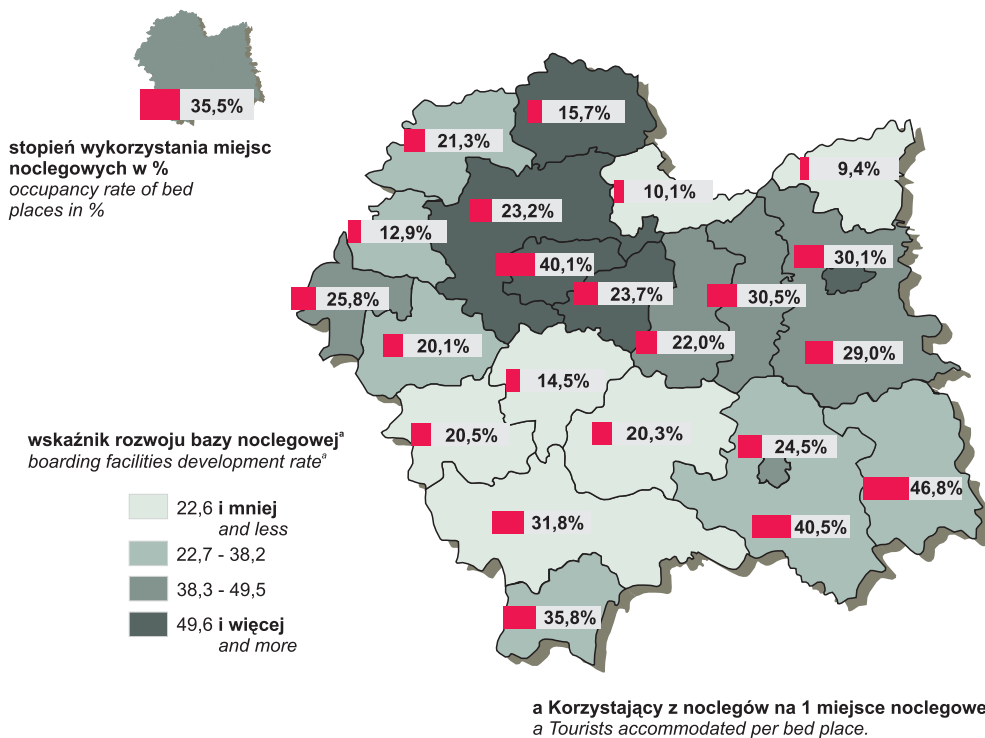 35,5%
stopień wykorzystania miejsc
noclegowych w %
occupancy rate of bed
places in %
15,7%
21,3%
9,4%
10,1%
23,2%
12,9%
30,1%
40,1%
23,7%
30,5%
25,8%
22,0%
20,1%
29,0%
14,5%
20,5%
20,3%
24,5%
46,8%
31,8%
40,5%
35,8%
wskaźnik rozwoju bazy noclegowejª
boarding facilities development rateª
22,6 i mniej
and less
22,7 - 38,2
38,3 - 49,5
49,6 i więcej
and more
a Korzystający z noclegów na 1 miejsce noclegowe
a Tourists accommodated per bed place.